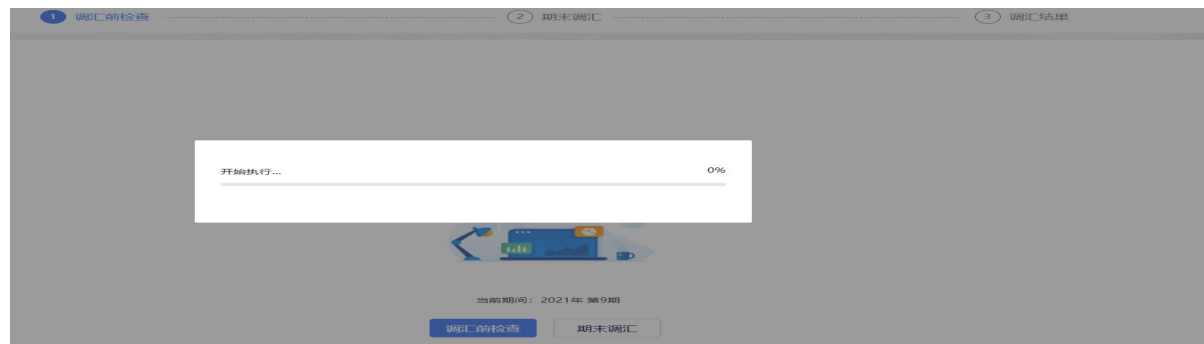 1 调汇前检查 2 期末调汇 3 调汇结果
开始执行... 0%
当前期间：2021年 第9期
调汇前检查 期末调汇